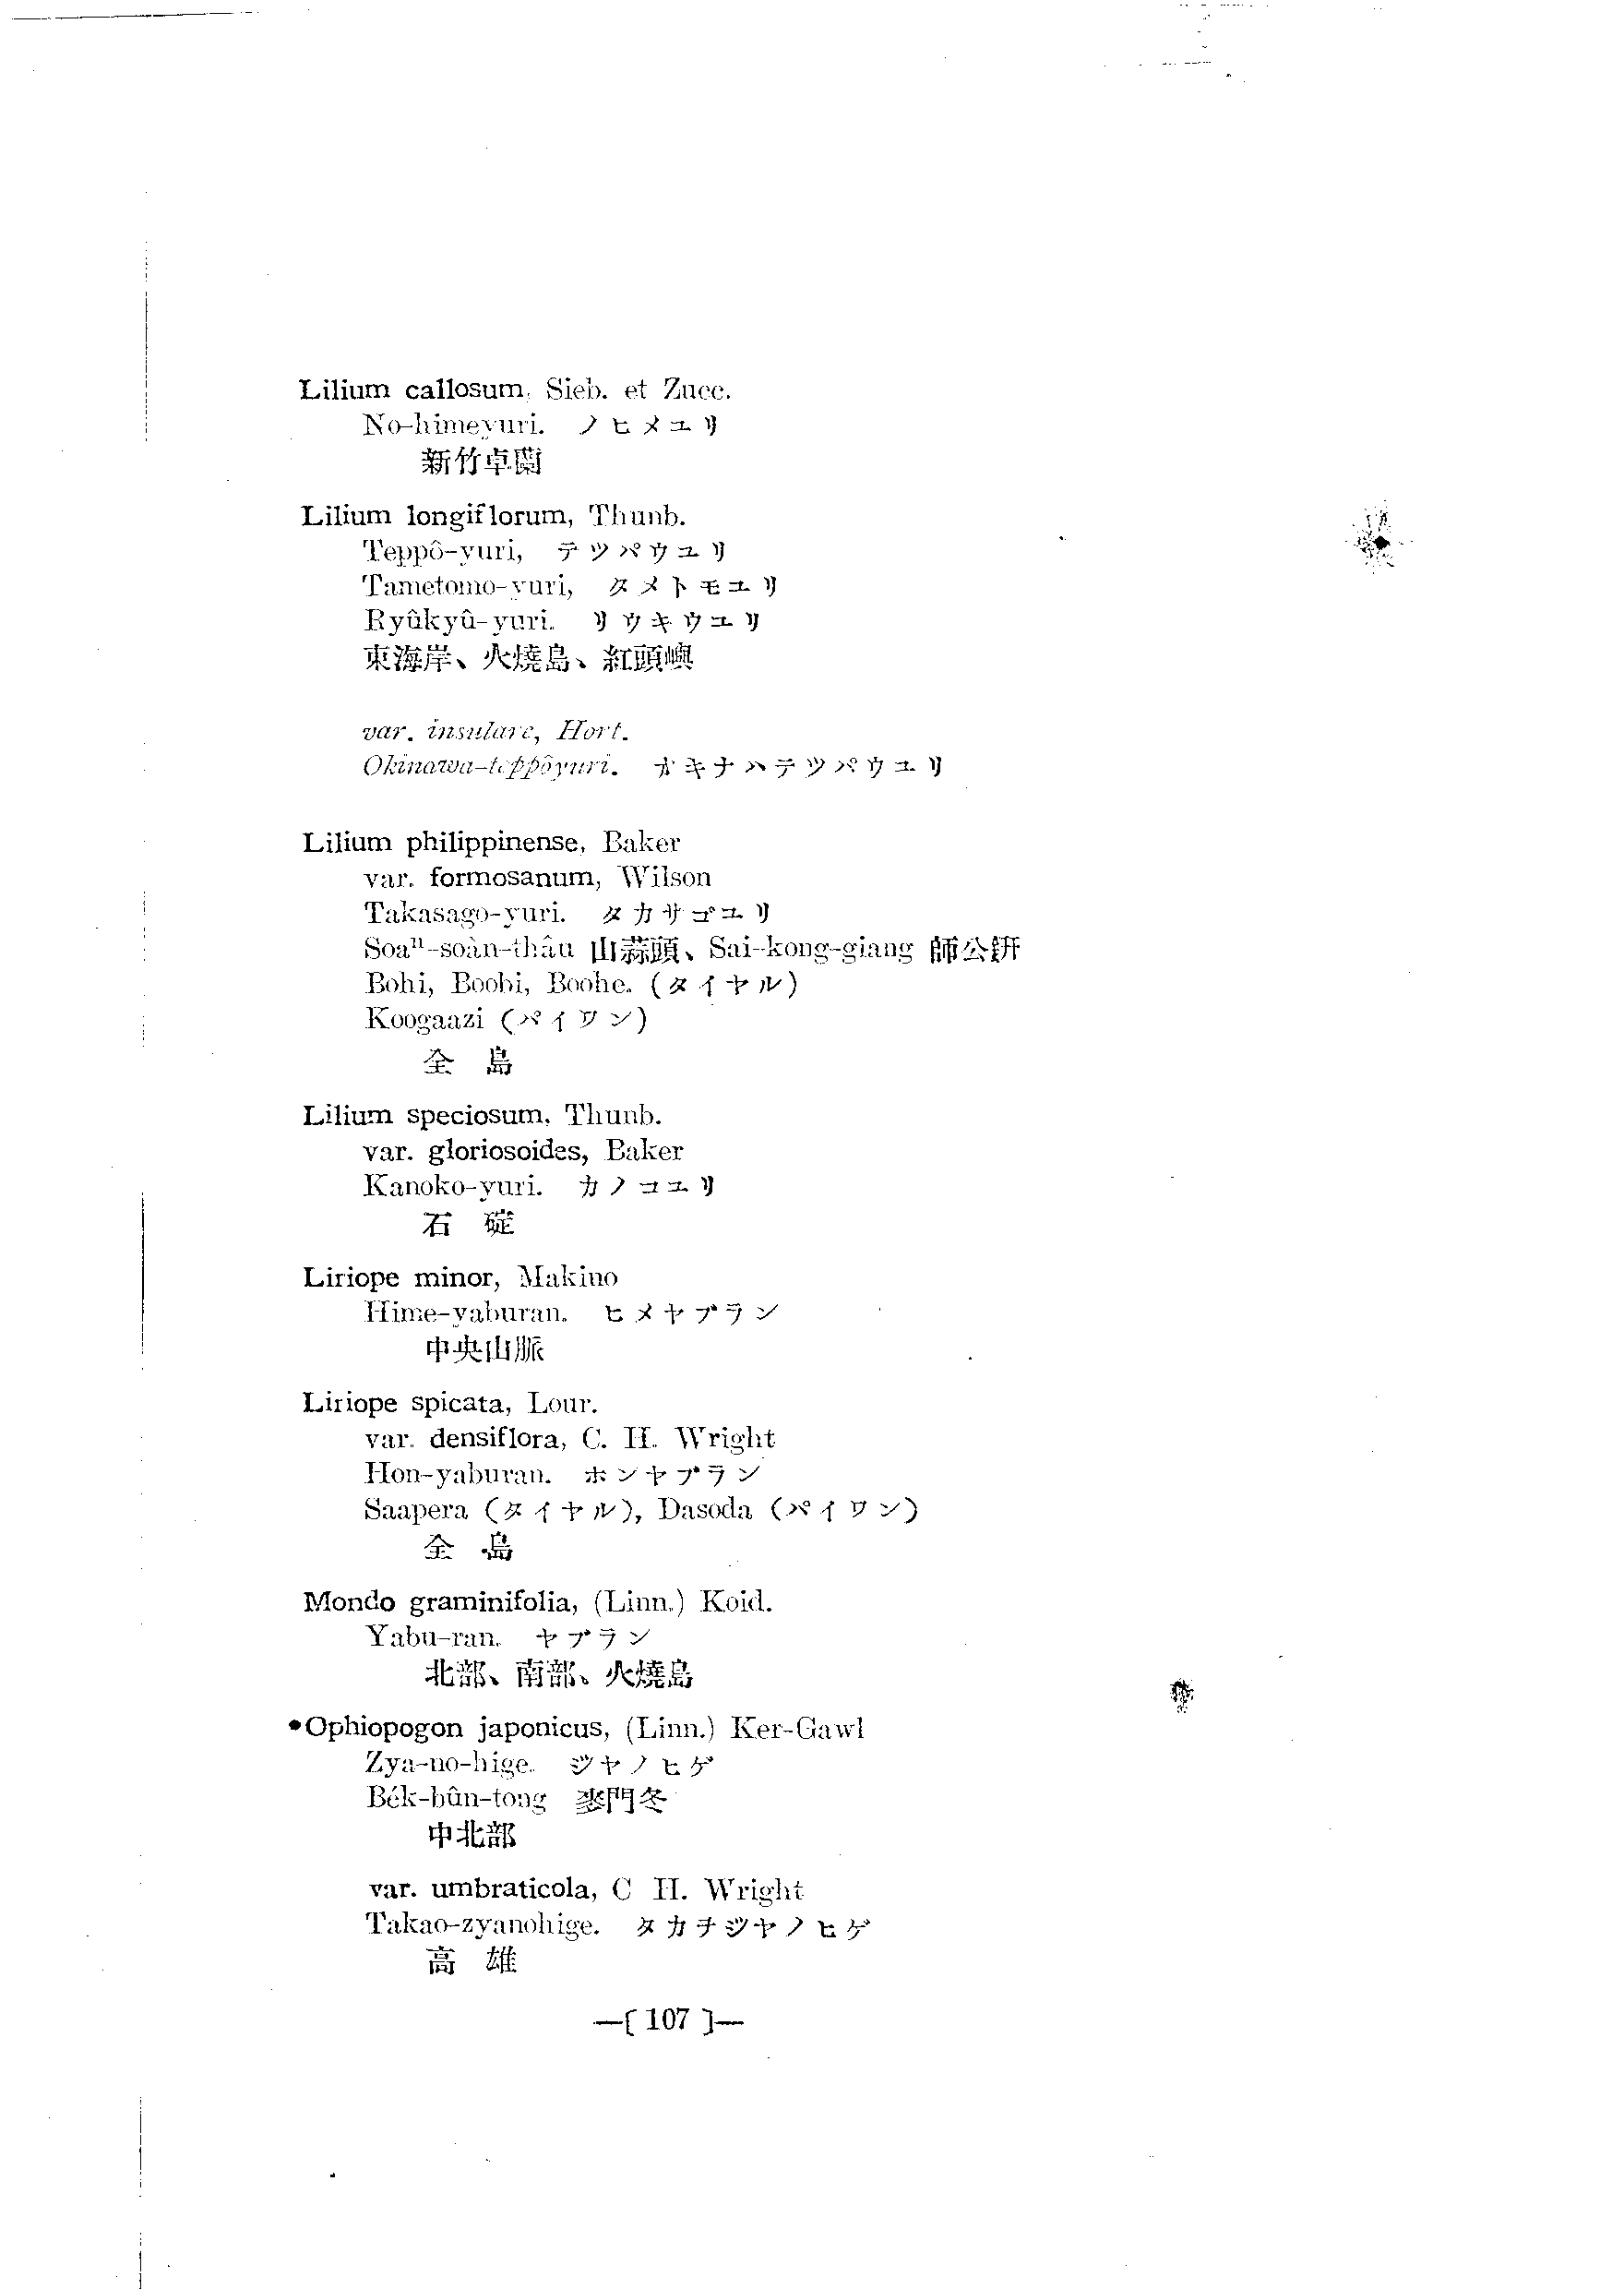 Lilium callosum, Sieb. et Zucc.
No-himeyuri. ノヒメユリ
新竹卓蘭
Lilium longiflorum, Thunb.
Teppô-yuri, テツパウユリ
Tametomo-yuri, タメトモユリ
Ryûkyû-yuri. リウキウユリ
東海岸、火燒島、紅頭嶼
var. insulare, Hort.
Okinawa-teppôyuri. オキナハテツパウユリ
Lilium philippinense, Baker
var. formosanum, Wilson
Takasago-yuri. タカサゴユリ
Soaⁿ-soàn-thâu 山蒜頭、Sai-kong-giang 師公𨧀
Bohi, Boohi, Boohe. (タイヤル)
Koogaazi (パイワン)
全 島
Lilium speciosum, Thunb.
var. gloriosoides, Baker
Kanoko-yuri. カノコユリ
石 碇
Liriope minor, Makino
Hime-yaburan. ヒメヤブラン
中央山脈
Liriope spicata, Lour.
var. densiflora, C. H. Wright
Hon-yaburan. ホンヤブラン
Saapera (タイヤル), Dasoda (パイワン)
全 島
Mondo graminifolia, (Linn.) Koid.
Yabu-ran. ヤブラン
北部、南部、火燒島
•Ophiopogon japonicus, (Linn.) Ker-Gawl
Zya-no-hige. ジヤノヒゲ
Bék-bûn-tong 麥門冬
中北部
var. umbraticola, C H. Wright
Takao-zyanohige. タカヲジヤノヒゲ
高 雄
—[ 107 ]—